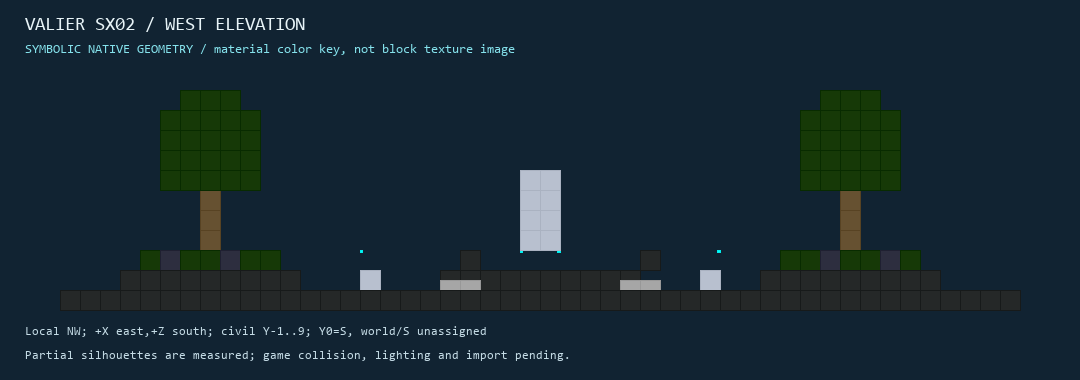 VALIER SX02 / WEST ELEVATION
SYMBOLIC NATIVE GEOMETRY / material color key, not block texture image
Local NW; +X east,+Z south; civil Y-1..9; Y0=S, world/S unassigned
Partial silhouettes are measured; game collision, lighting and import pending.